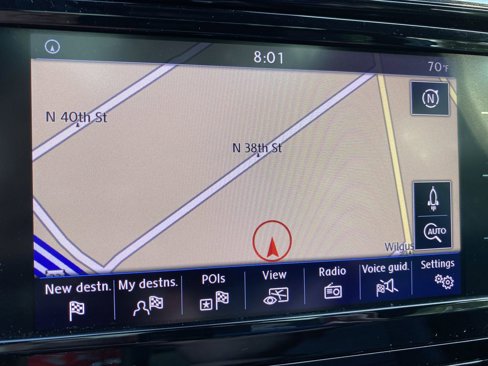 8:01
70°F
N
N 40th St
N 38th St
AUTO
Wilgus
New destn.
My destns.
POIs
View
Radio
Voice guid.
Settings